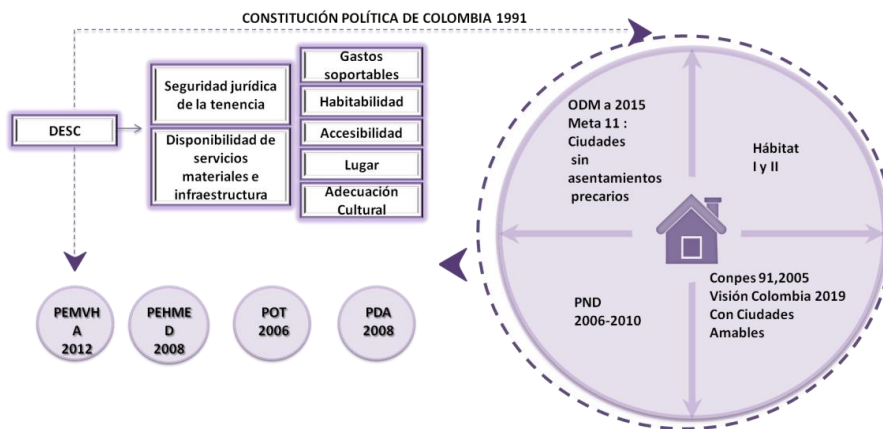 CONSTITUCIÓN POLÍTICA DE COLOMBIA 1991
DESC
Seguridad jurídica
de la tenencia
Disponibilidad de
servicios
materiales e
infraestructura
Gastos
soportables
Habitabilidad
Accesibilidad
Lugar
Adecuación
Cultural
ODM a 2015
Meta 11 :
Ciudades
sin
asentamientos
precarios
Hábitat
I y II
PND
2006-2010
Conpes 91,2005
Visión Colombia 2019
Con Ciudades
Amables
PEMVH
A
2012
PEHME
D
2008
POT
2006
PDA
2008